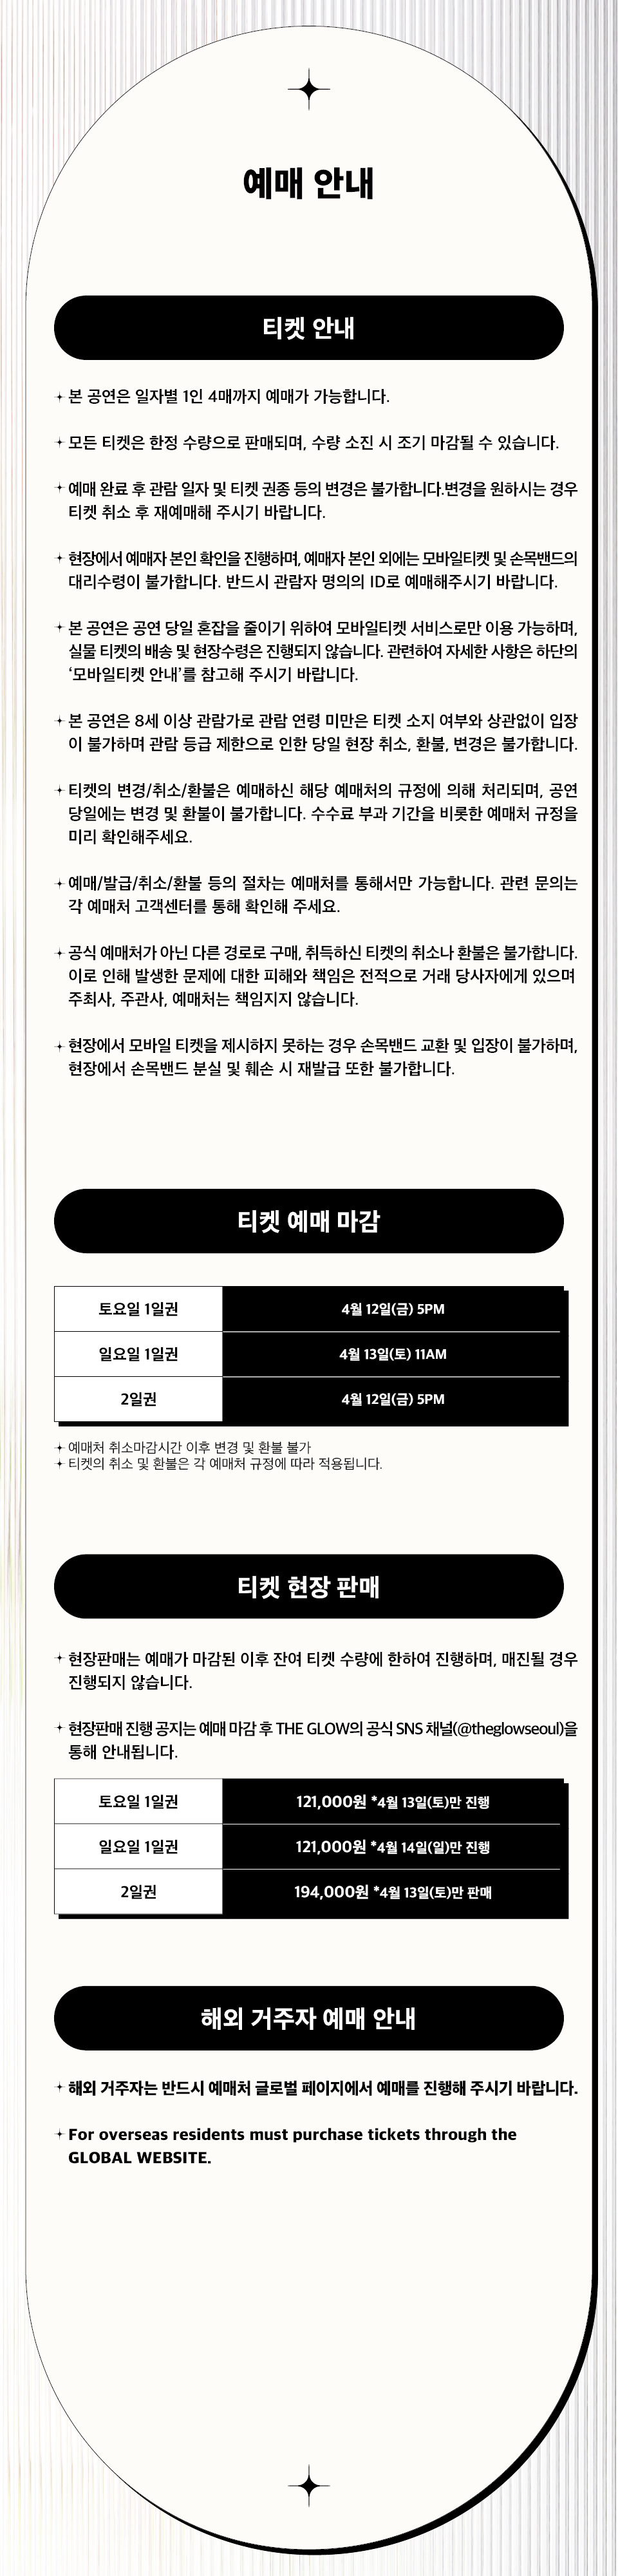 예매 안내
티켓 안내
본 공연은 일자별 1인 4매까지 예매가 가능합니다.
모든 티켓은 한정 수량으로 판매되며, 수량 소진 시 조기 마감될 수 있습니다.
예매 완료 후 관람 일자 및 티켓 권종 등의 변경은 불가합니다.변경을 원하시는 경우
티켓 취소 후 재예매해 주시기 바랍니다.
현장에서 예매자 본인 확인을 진행하며, 예매자 본인 외에는 모바일티켓 및 손목밴드의
대리수령이 불가합니다. 반드시 관람자 명의의 ID로 예매해주시기 바랍니다.
본 공연은 공연 당일 혼잡을 줄이기 위하여 모바일티켓 서비스로만 이용 가능하며,
실물 티켓의 배송 및 현장수령은 진행되지 않습니다. 관련하여 자세한 사항은 하단의
‘모바일티켓 안내’를 참고해 주시기 바랍니다.
본 공연은 8세 이상 관람가로 관람 연령 미만은 티켓 소지 여부와 상관없이 입장
이 불가하며 관람 등급 제한으로 인한 당일 현장 취소, 환불, 변경은 불가합니다.
티켓의 변경/취소/환불은 예매하신 해당 예매처의 규정에 의해 처리되며, 공연
당일에는 변경 및 환불이 불가합니다. 수수료 부과 기간을 비롯한 예매처 규정을
미리 확인해주세요.
예매/발급/취소/환불 등의 절차는 예매처를 통해서만 가능합니다. 관련 문의는
각 예매처 고객센터를 통해 확인해 주세요.
공식 예매처가 아닌 다른 경로로 구매, 취득하신 티켓의 취소나 환불은 불가합니다.
이로 인해 발생한 문제에 대한 피해와 책임은 전적으로 거래 당사자에게 있으며
주최사, 주관사, 예매처는 책임지지 않습니다.
현장에서 모바일 티켓을 제시하지 못하는 경우 손목밴드 교환 및 입장이 불가하며,
현장에서 손목밴드 분실 및 훼손 시 재발급 또한 불가합니다.
티켓 예매 마감
토요일 1일권 4월 12일(금) 5PM
일요일 1일권 4월 13일(토) 11AM
2일권 4월 12일(금) 5PM
예매처 취소마감시간 이후 변경 및 환불 불가
티켓의 취소 및 환불은 각 예매처 규정에 따라 적용됩니다.
티켓 현장 판매
현장판매는 예매가 마감된 이후 잔여 티켓 수량에 한하여 진행하며, 매진될 경우
진행되지 않습니다.
현장판매 진행 공지는 예매 마감 후 THE GLOW의 공식 SNS 채널(@theglowseoul)을
통해 안내됩니다.
토요일 1일권 121,000원 *4월 13일(토)만 진행
일요일 1일권 121,000원 *4월 14일(일)만 진행
2일권 194,000원 *4월 13일(토)만 판매
해외 거주자 예매 안내
해외 거주자는 반드시 예매처 글로벌 페이지에서 예매를 진행해 주시기 바랍니다.
For overseas residents must purchase tickets through the
GLOBAL WEBSITE.